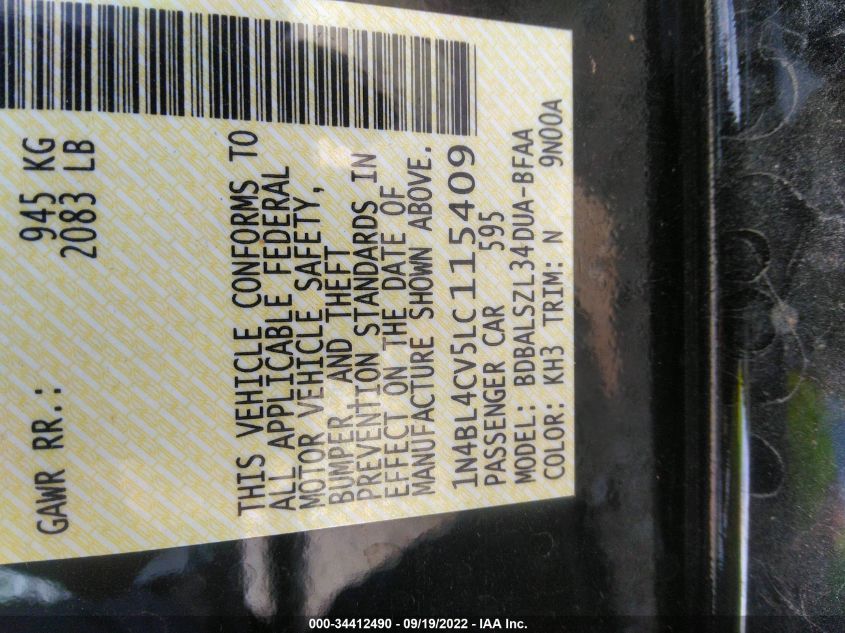 GAWR RR.: 945 KG
2083 LB
THIS VEHICLE CONFORMS TO
ALL APPLICABLE FEDERAL
MOTOR VEHICLE SAFETY,
BUMPER AND THEFT
PREVENTION STANDARDS IN
EFFECT ON THE DATE OF
MANUFACTURE SHOWN ABOVE.
1N4BL4CV5LC115409
PASSENGER CAR 595
MODEL: BDBALSZL34DUA-BFAA
COLOR: KH3 TRIM: N 9N00A
000-34412490 - 09/19/2022 - IAA Inc.